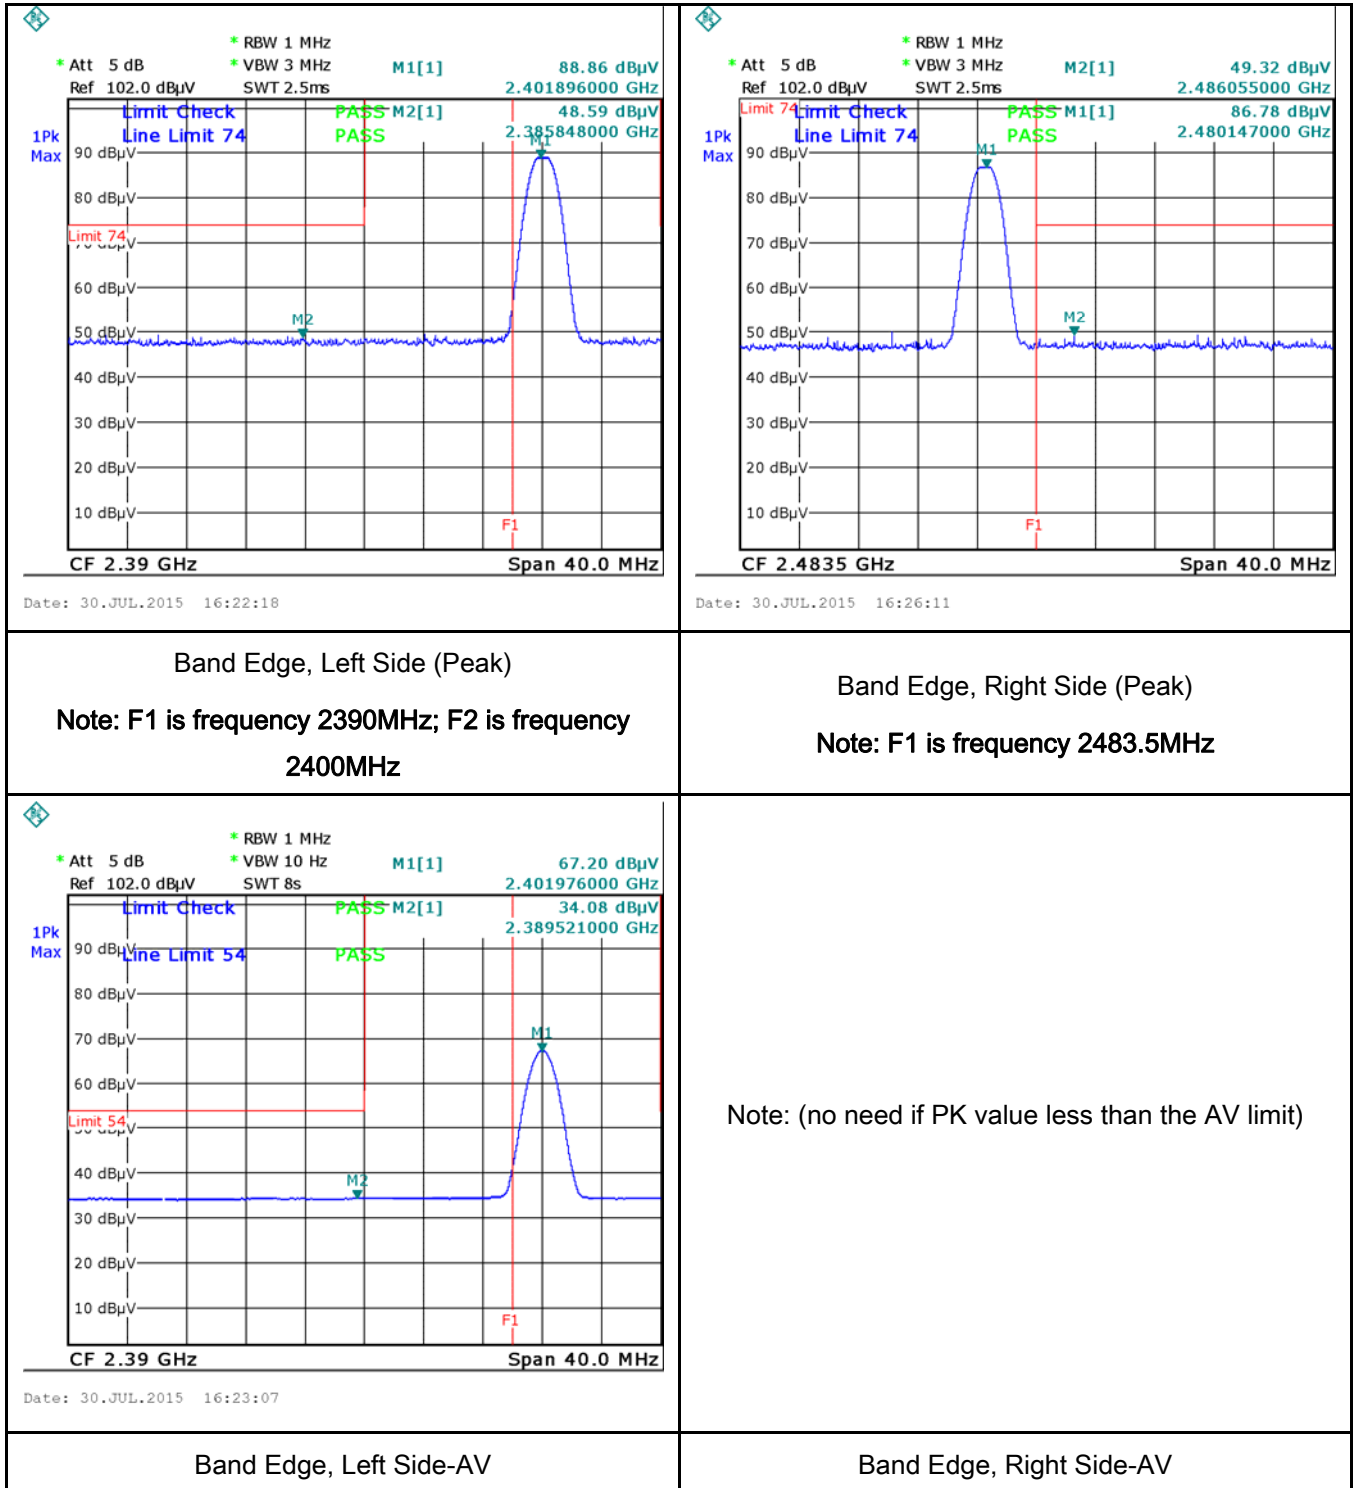 * RBW 1 MHz
* Att 5 dB * VBW 3 MHz M1[1] 88.86 dBµV
Ref 102.0 dBµV SWT 2.5ms 2.401896000 GHz
Limit Check PASS M2[1] 48.59 dBµV
1Pk Line Limit 74 PASS 2.385848000 GHz
Max 90 dBµV M1
80 dBµV
Limit 74
70 dBµV
60 dBµV
M2
50 dBµV
40 dBµV
30 dBµV
20 dBµV
10 dBµV
F1
CF 2.39 GHz Span 40.0 MHz
Date: 30.JUL.2015 16:22:18
* RBW 1 MHz
* Att 5 dB * VBW 3 MHz M2[1] 49.32 dBµV
Ref 102.0 dBµV SWT 2.5ms 2.486055000 GHz
Limit 74 Limit Check PASS M1[1] 86.78 dBµV
1Pk Line Limit 74 PASS 2.480147000 GHz
Max 90 dBµV M1
80 dBµV
70 dBµV
60 dBµV
M2
50 dBµV
40 dBµV
30 dBµV
20 dBµV
10 dBµV
F1
CF 2.4835 GHz Span 40.0 MHz
Date: 30.JUL.2015 16:26:11
Band Edge, Left Side (Peak)
Note: F1 is frequency 2390MHz; F2 is frequency
2400MHz
Band Edge, Right Side (Peak)
Note: F1 is frequency 2483.5MHz
* RBW 1 MHz
* Att 5 dB * VBW 10 Hz M1[1] 67.20 dBµV
Ref 102.0 dBµV SWT 8s 2.401976000 GHz
Limit Check PASS M2[1] 34.08 dBµV
1Pk 2.389521000 GHz
Max 90 dBµV Line Limit 54 PASS
80 dBµV
70 dBµV M1
60 dBµV
Limit 54
50 dBµV
40 dBµV
M2
30 dBµV
20 dBµV
10 dBµV
F1
CF 2.39 GHz Span 40.0 MHz
Date: 30.JUL.2015 16:23:07
Note: (no need if PK value less than the AV limit)
Band Edge, Left Side-AV
Band Edge, Right Side-AV